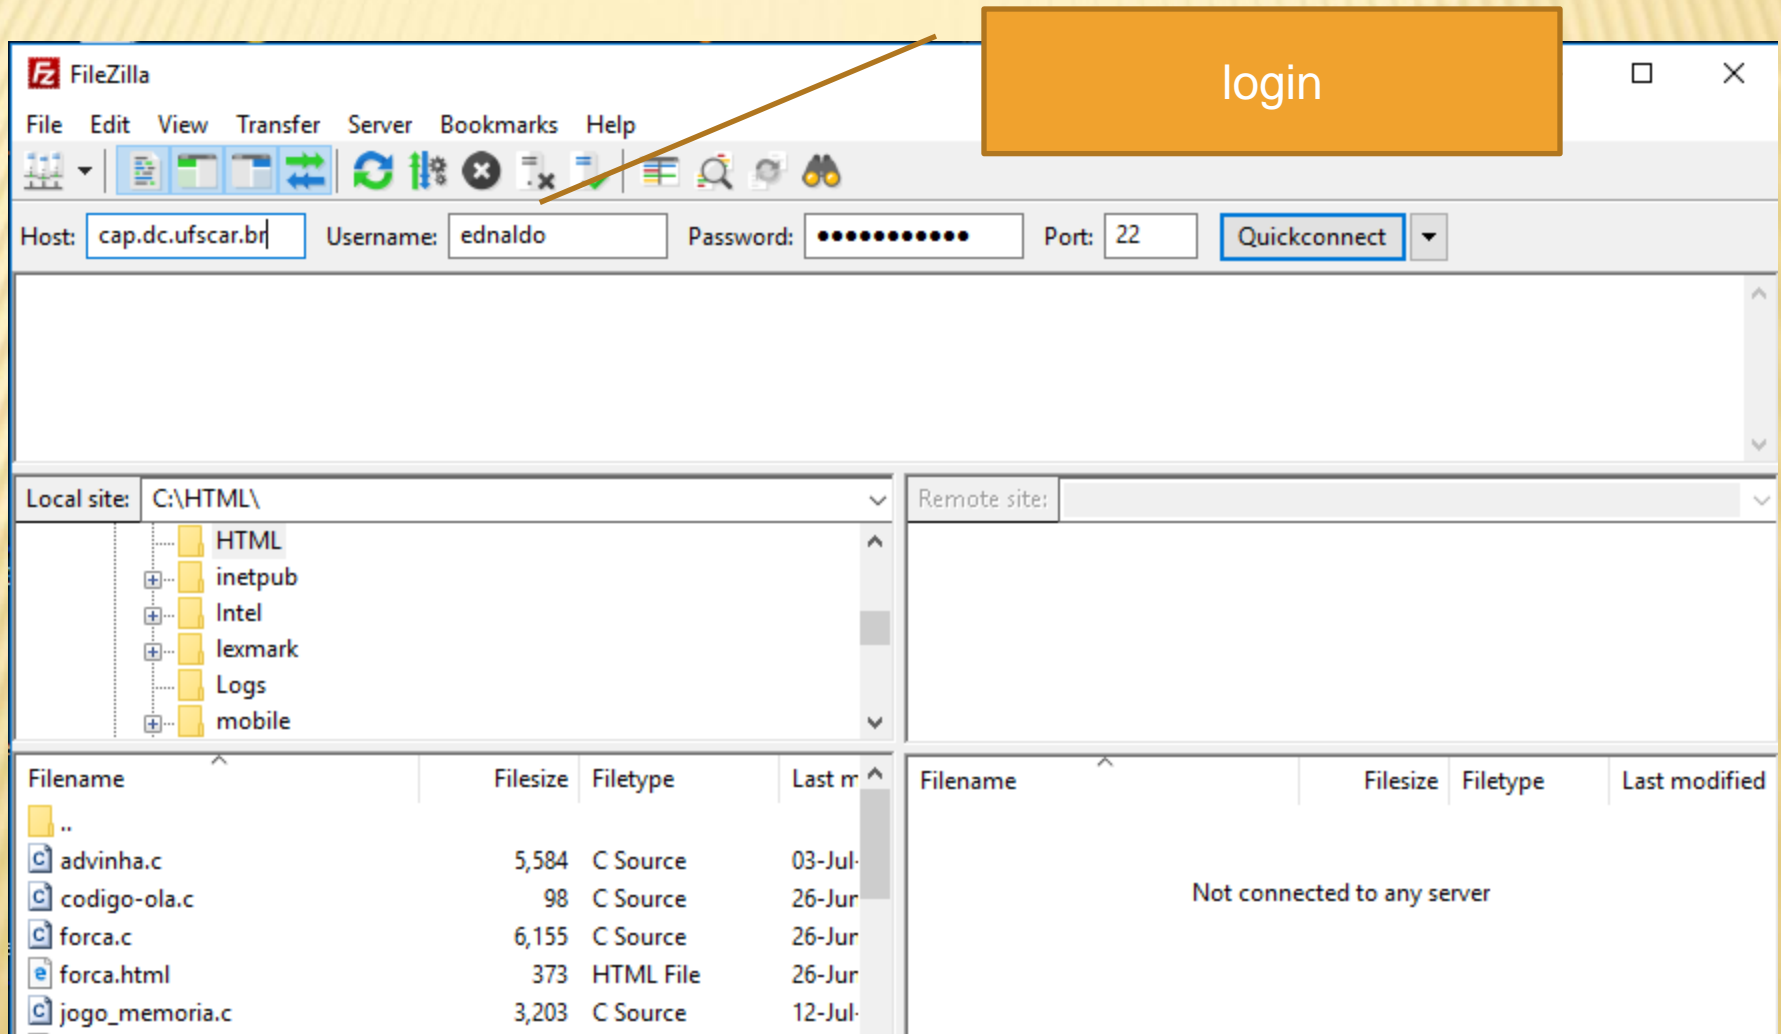 login
FileZilla
File Edit View Transfer Server Bookmarks Help
Host: cap.dc.ufscar.br Username: ednaldo Password: ●●●●●●●●●●● Port: 22 Quickconnect
Local site: C:\HTML\
Remote site:
HTML
inetpub
Intel
lexmark
Logs
mobile
Filename Filesize Filetype Last m
..
advinha.c 5,584 C Source 03-Jul-
codigo-ola.c 98 C Source 26-Jun
forca.c 6,155 C Source 26-Jun
forca.html 373 HTML File 26-Jun
jogo_memoria.c 3,203 C Source 12-Jul-
Filename Filesize Filetype Last modified
Not connected to any server